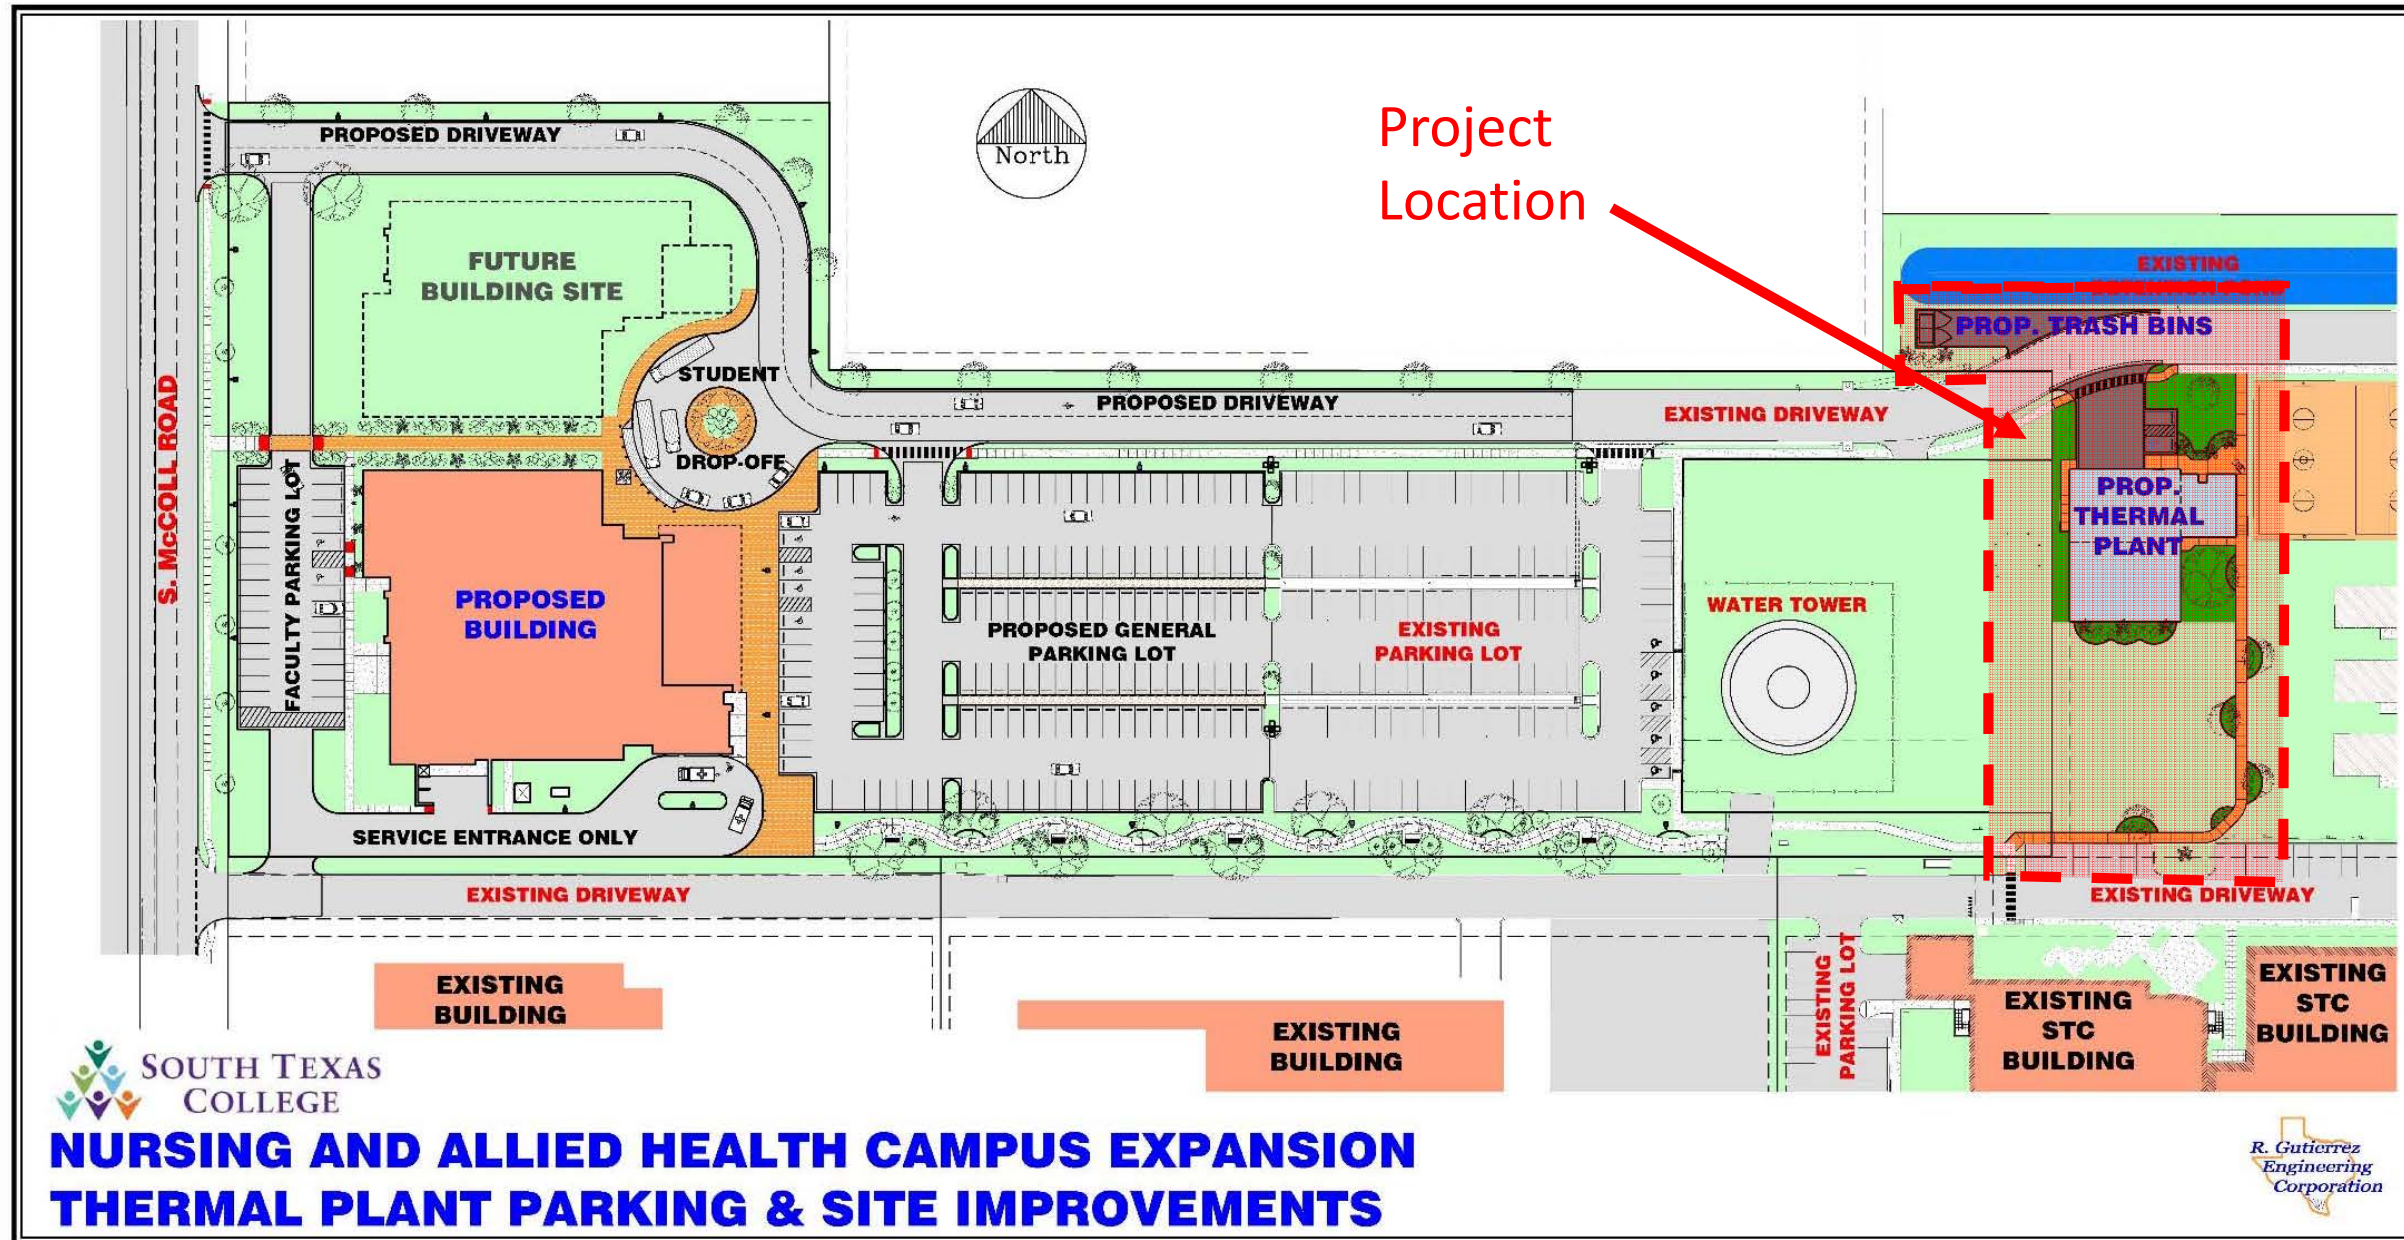 Project
Location
North
PROPOSED DRIVEWAY
FUTURE
BUILDING SITE
EXISTING
PROP. TRASH BINS
STUDENT
DROP-OFF
PROPOSED DRIVEWAY
EXISTING DRIVEWAY
S. McCOLL ROAD
FACULTY PARKING LOT
PROPOSED
BUILDING
PROPOSED GENERAL
PARKING LOT
EXISTING
PARKING LOT
WATER TOWER
PROP.
THERMAL
PLANT
SERVICE ENTRANCE ONLY
EXISTING DRIVEWAY
EXISTING DRIVEWAY
EXISTING
BUILDING
EXISTING
BUILDING
EXISTING
PARKING LOT
EXISTING
STC
BUILDING
EXISTING
STC
BUILDING
SOUTH TEXAS
COLLEGE
NURSING AND ALLIED HEALTH CAMPUS EXPANSION
THERMAL PLANT PARKING & SITE IMPROVEMENTS
R. Gutierrez
Engineering
Corporation